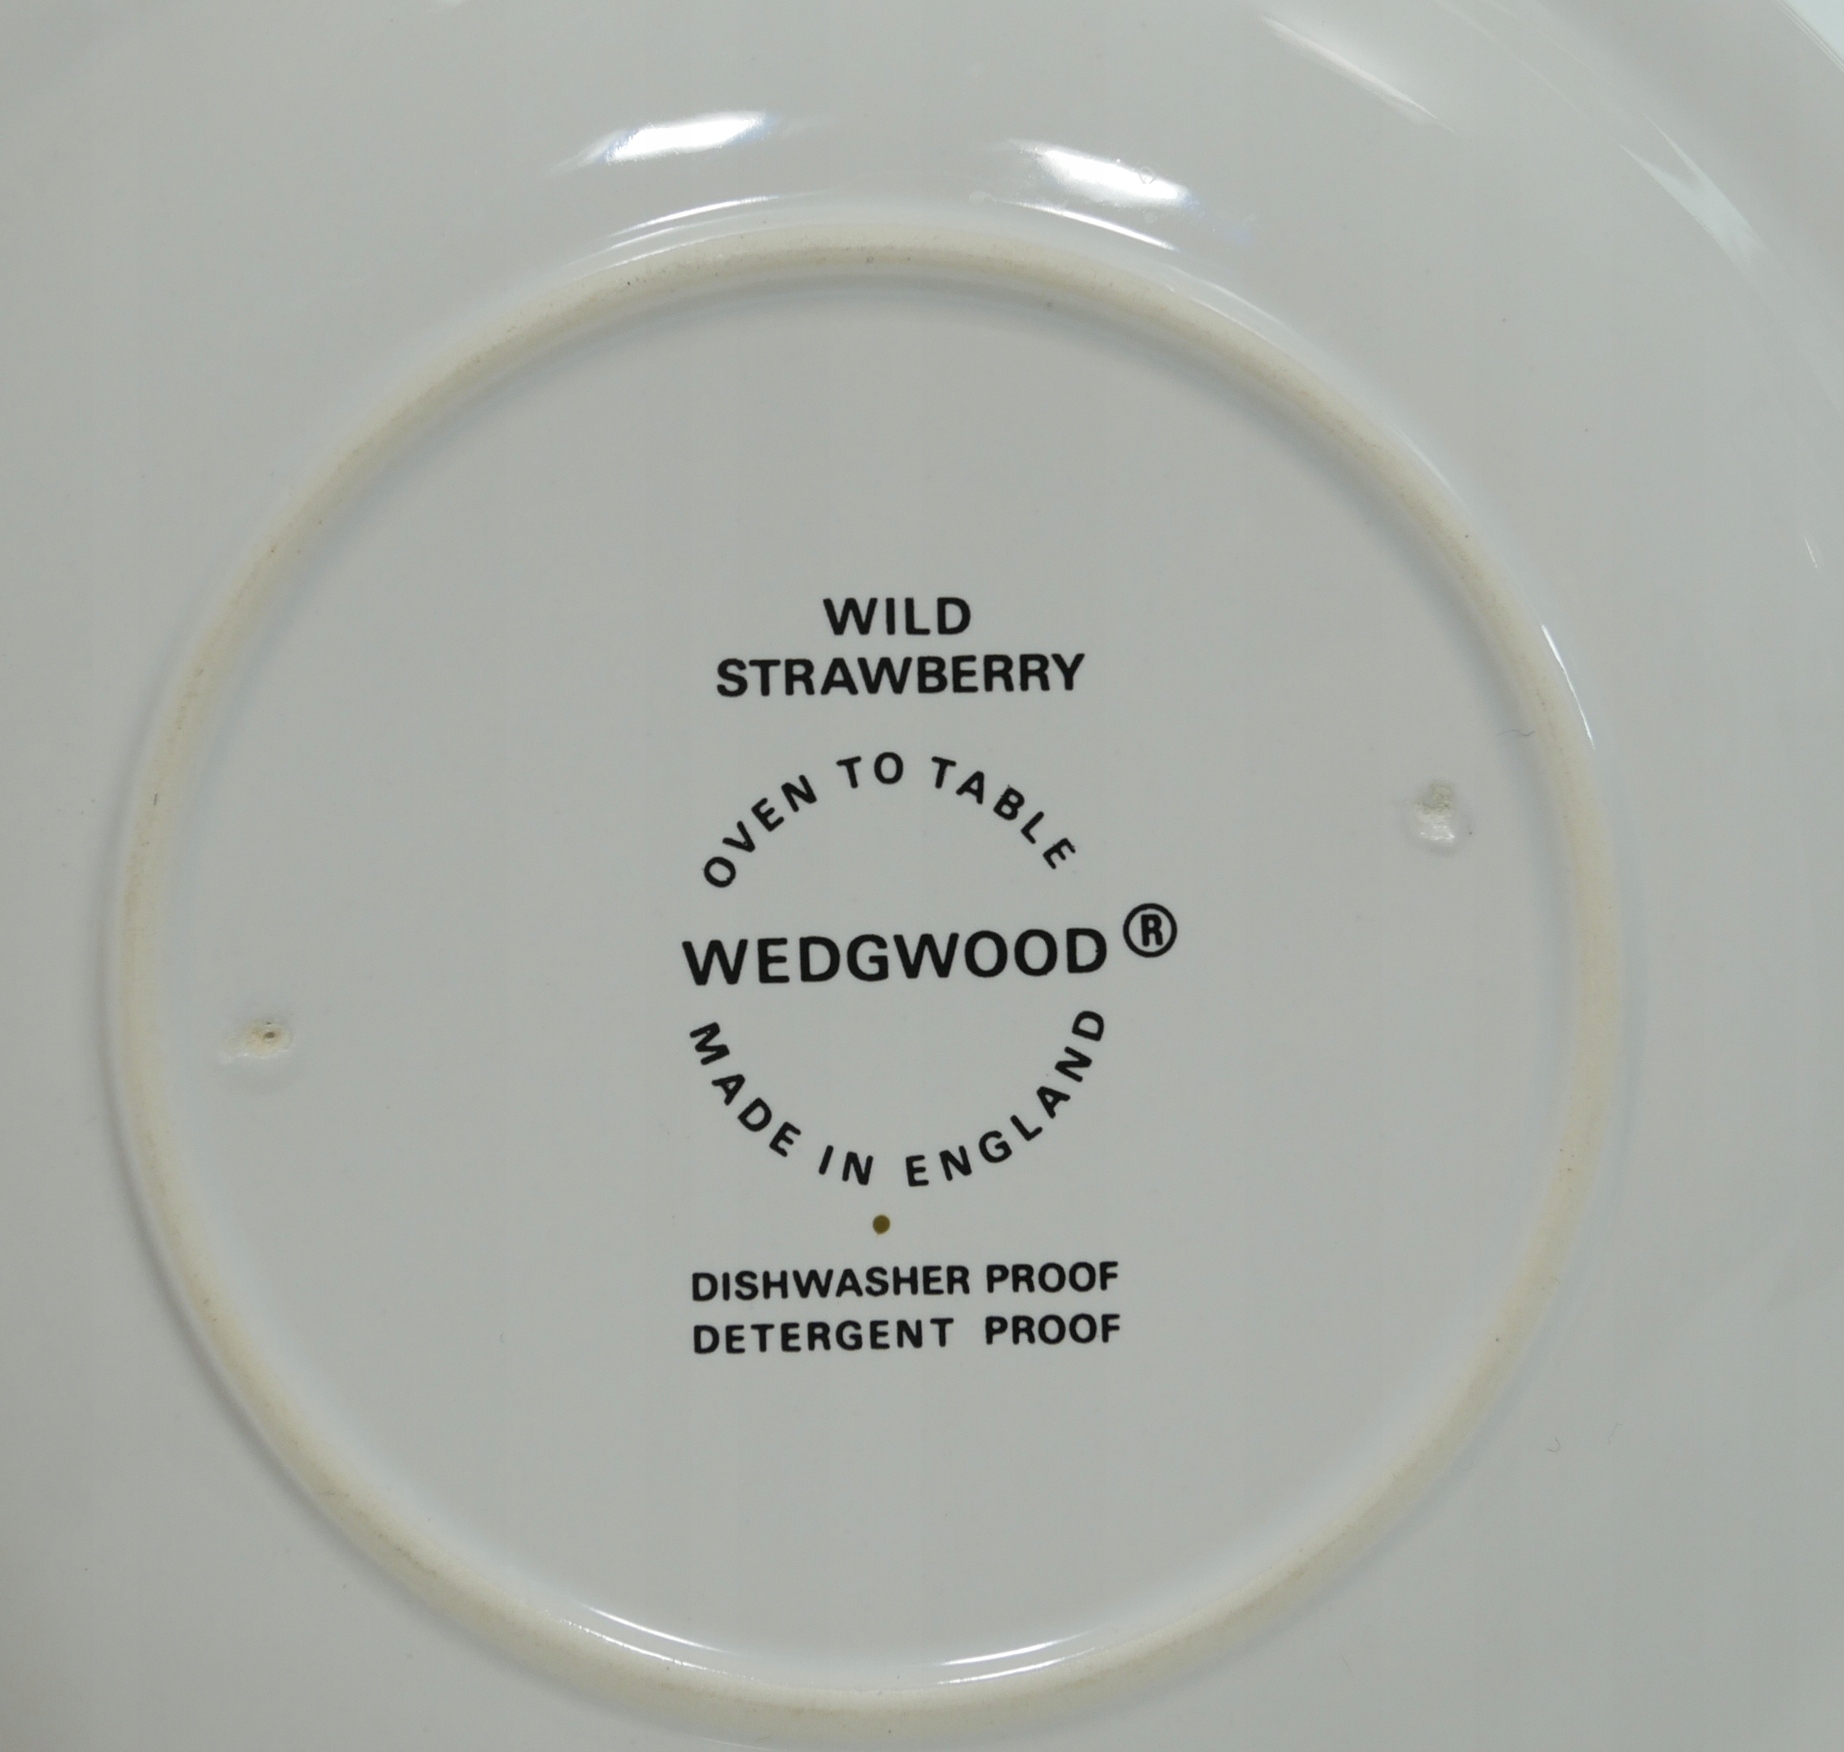 WILD
STRAWBERRY
OVEN TO TABLE
WEDGWOOD ®
MADE IN ENGLAND
DISHWASHER PROOF
DETERGENT PROOF